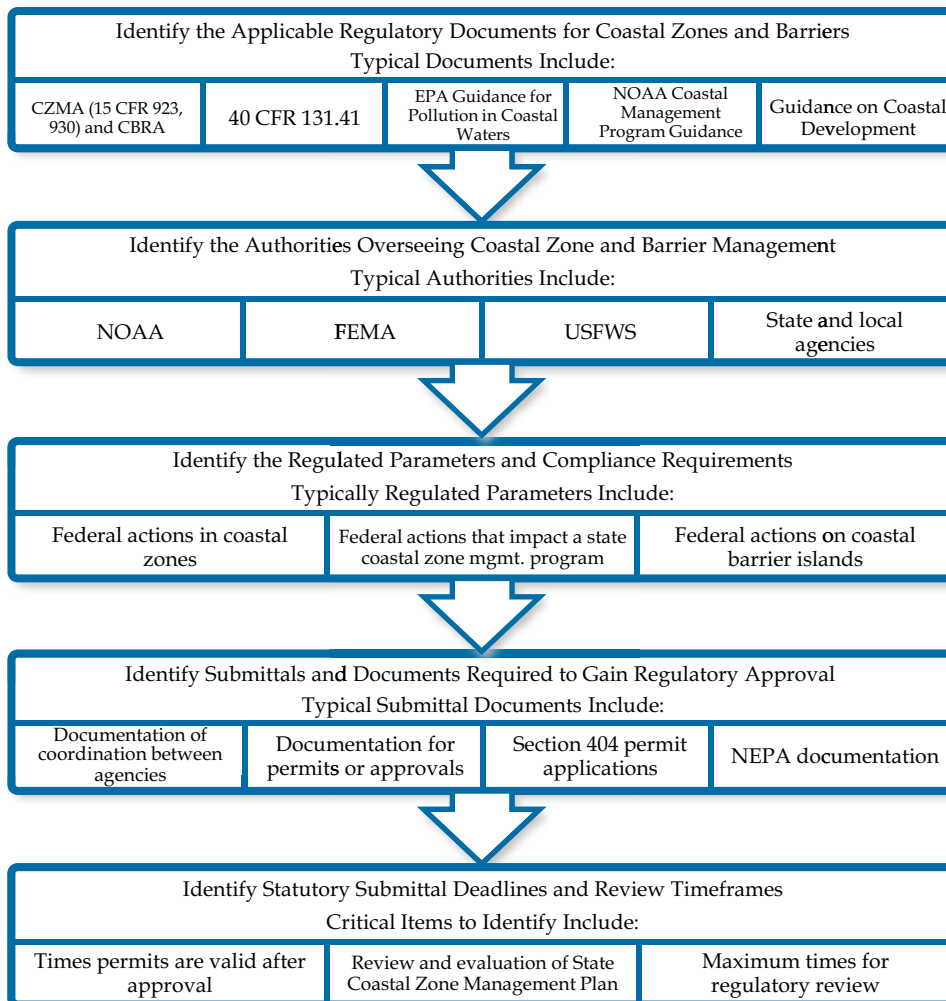 Identify the Applicable Regulatory Documents for Coastal Zones and Barriers
Typical Documents Include:
CZMA (15 CFR 923,
930) and CBRA
40 CFR 131.41
EPA Guidance for
Pollution in Coastal
Waters
NOAA Coastal
Management
Program Guidance
Guidance on Coastal
Development
Identify the Authorities Overseeing Coastal Zone and Barrier Management
Typical Authorities Include:
NOAA
FEMA
USFWS
State and local
agencies
Identify the Regulated Parameters and Compliance Requirements
Typically Regulated Parameters Include:
Federal actions in coastal
zones
Federal actions that impact a state
coastal zone mgmt. program
Federal actions on coastal
barrier islands
Identify Submittals and Documents Required to Gain Regulatory Approval
Typical Submittal Documents Include:
Documentation of
coordination between
agencies
Documentation for
permits or approvals
Section 404 permit
applications
NEPA documentation
Identify Statutory Submittal Deadlines and Review Timeframes
Critical Items to Identify Include:
Times permits are valid after
approval
Review and evaluation of State
Coastal Zone Management Plan
Maximum times for
regulatory review